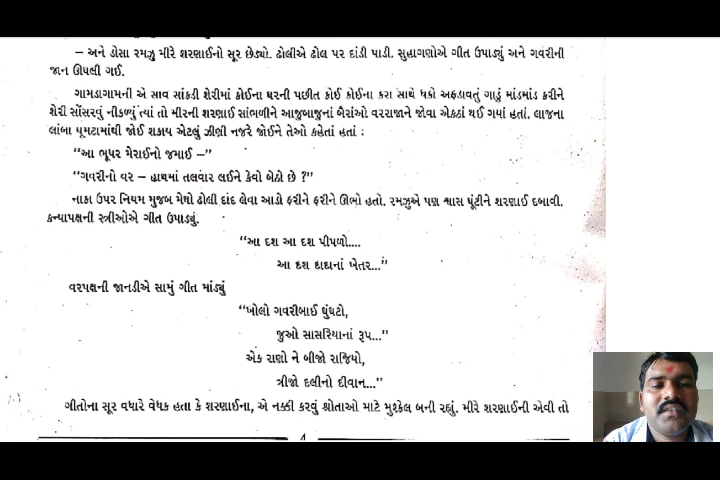 – અને ડોસા રમઝુ મીરે શરણાઈનો સૂર છેડ્યો. ઢોલીએ ઢોલ પર દાંડી પાડી. સુહાગણોએ ગીત ઉપાડ્યું અને ગવરીની
જાન ઊઘલી ગઈ.
ગામડાગામની એ સાવ સાંકડી શેરીમાં કોઈના ઘરની પછીત કોઈ કોઈના કરા સાથે ધકો અફડાવતું ગાડું માંડમાંડ કરીને
શેરી સોંસરવું નીકળ્યું ત્યાં તો મીરની શરણાઈ સાંભળીને આજુબાજુનાં બૈરાંઓ વરરાજાને જોવા એકઠાં થઈ ગયાં હતાં. લાજના
લાંબા ઘૂમટામાંથી જોઈ શકાય એટલું ઝીણી નજરે જોઈને તેઓ કહેતાં હતાં :
“આ ભૂધર મેરાઈનો જમાઈ –”
“ગવરીનો વર – હાથમાં તલવાર લઈને કેવો બેઠો છે ?”
નાકા ઉપર નિયમ મુજબ મેઘો ઢોલી દાંદ લેવા આડો ફરીને ફરીને ઊભો હતો. રમઝુએ પણ શ્વાસ ઘૂંટીને શરણાઈ દબાવી.
કન્યાપક્ષની સ્ત્રીઓએ ગીત ઉપાડ્યું.
“આ દશ આ દશ પીપળો....
આ દશ દાદાનાં ખેતર...”
વરપક્ષની જાનડીએ સામું ગીત માંડ્યું
“ખોલો ગવરીબાઈ ઘુંઘટો,
જુઓ સાસરિયાનાં રૂપ...”
એક રાણો ને બીજો રાજિયો,
ત્રીજો દલીનો દીવાન...”
ગીતોના સૂર વધારે વેધક હતા કે શરણાઈના, એ નક્કી કરવું શ્રોતાઓ માટે મુશ્કેલ બની રહ્યું. મીરે શરણાઈની એવી તો